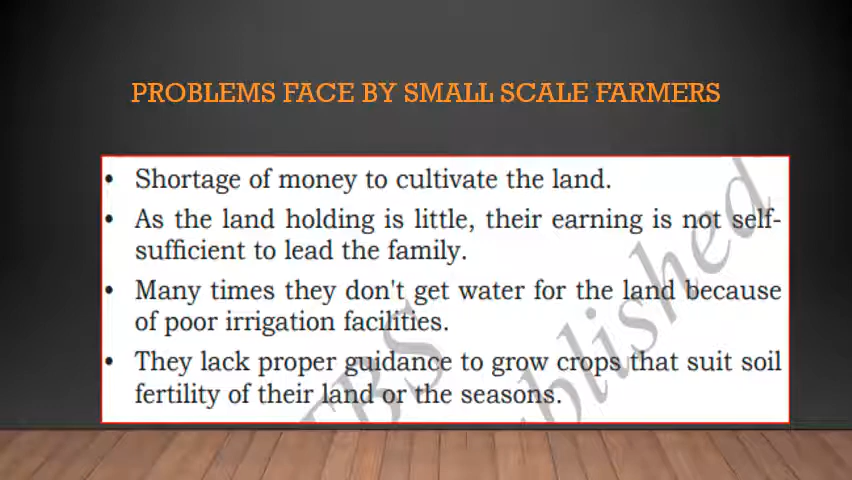 PROBLEMS FACE BY SMALL SCALE FARMERS
• Shortage of money to cultivate the land.
• As the land holding is little, their earning is not self-
sufficient to lead the family.
• Many times they don't get water for the land because
of poor irrigation facilities.
• They lack proper guidance to grow crops that suit soil
fertility of their land or the seasons.